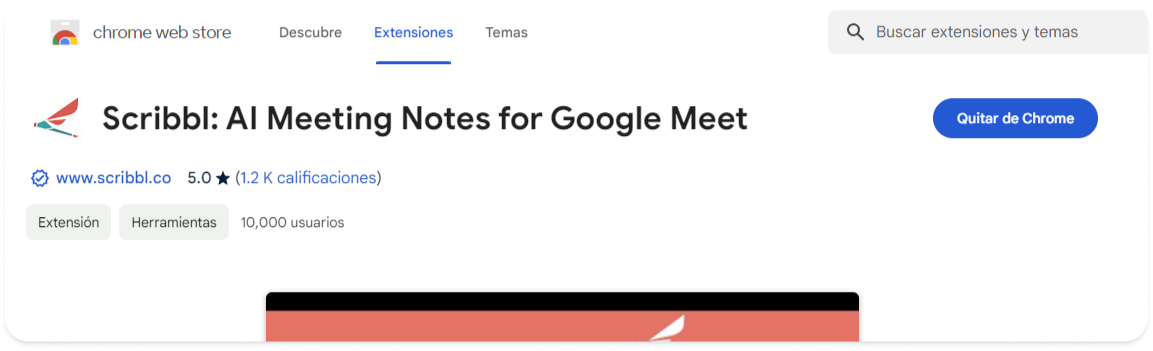 chrome web store Descubre Extensiones Temas Buscar extensiones y temas
Scribbl: AI Meeting Notes for Google Meet Quitar de Chrome
www.scribbl.co 5.0 ★ (1.2 K calificaciones)
Extensión Herramientas 10,000 usuarios